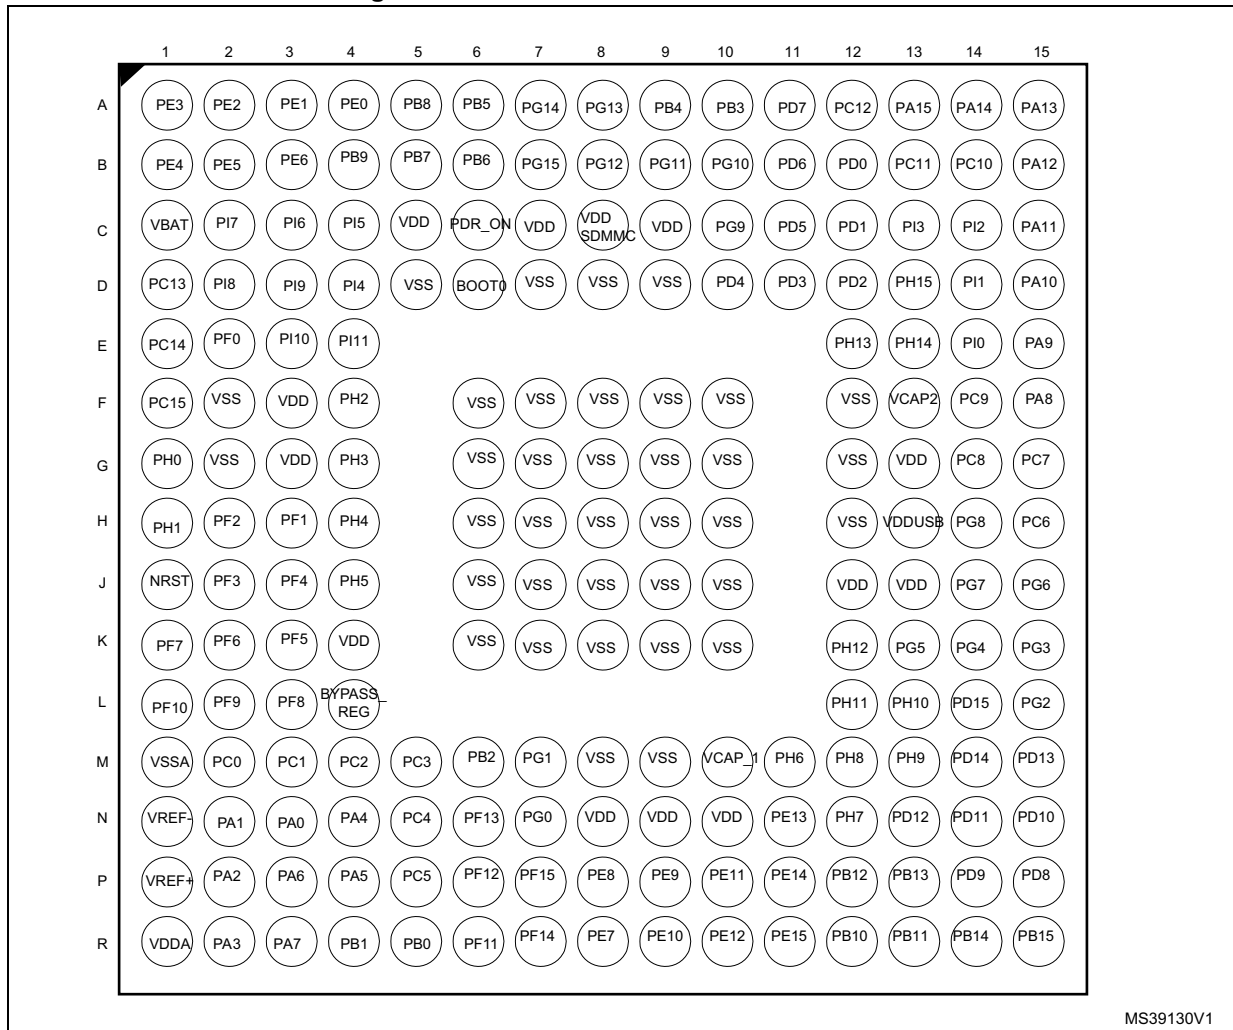 1 2 3 4 5 6 7 8 9 10 11 12 13 14 15
A PE3 PE2 PE1 PE0 PB8 PB5 PG14 PG13 PB4 PB3 PD7 PC12 PA15 PA14 PA13
B PE4 PE5 PE6 PB9 PB7 PB6 PG15 PG12 PG11 PG10 PD6 PD0 PC11 PC10 PA12
C VBAT PI7 PI6 PI5 VDD PDR_ON VDD VDD SDMMC VDD PG9 PD5 PD1 PI3 PI2 PA11
D PC13 PI8 PI9 PI4 VSS BOOT0 VSS VSS VSS PD4 PD3 PD2 PH15 PI1 PA10
E PC14 PF0 PI10 PI11 PH13 PH14 PI0 PA9
F PC15 VSS VDD PH2 VSS VSS VSS VSS VSS VSS VCAP2 PC9 PA8
G PH0 VSS VDD PH3 VSS VSS VSS VSS VSS VSS VDD PC8 PC7
H PH1 PF2 PF1 PH4 VSS VSS VSS VSS VSS VSS VDDUSB PG8 PC6
J NRST PF3 PF4 PH5 VSS VSS VSS VSS VSS VDD VDD PG7 PG6
K PF7 PF6 PF5 VDD VSS VSS VSS VSS VSS PH12 PG5 PG4 PG3
L PF10 PF9 PF8 BYPASS_ REG PH11 PH10 PD15 PG2
M VSSA PC0 PC1 PC2 PC3 PB2 PG1 VSS VSS VCAP_1 PH6 PH8 PH9 PD14 PD13
N VREF- PA1 PA0 PA4 PC4 PF13 PG0 VDD VDD VDD PE13 PH7 PD12 PD11 PD10
P VREF+ PA2 PA6 PA5 PC5 PF12 PF15 PE8 PE9 PE11 PE14 PB12 PB13 PD9 PD8
R VDDA PA3 PA7 PB1 PB0 PF11 PF14 PE7 PE10 PE12 PE15 PB10 PB11 PB14 PB15
MS39130V1